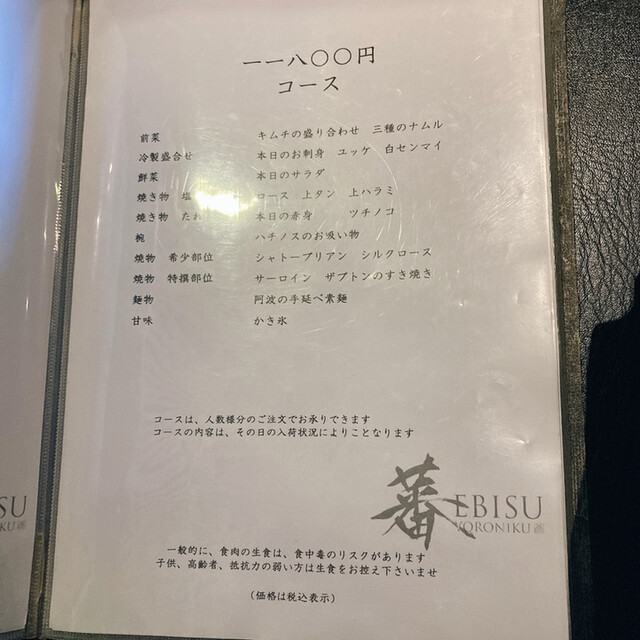 一一八〇〇円
コース
前菜 キムチの盛り合わせ 三種のナムル
冷製盛合せ 本日のお刺身 ユッケ 白センマイ
鮮菜 本日のサラダ
焼き物 塩 ロース 上タン 上ハラミ
焼き物 たれ 本日の赤身 ツチノコ
椀 ハチノスのお吸い物
焼物 希少部位 シャトーブリアン シルクロース
焼物 特撰部位 サーロイン ザブトンのすき焼き
麺物 阿波の手延べ素麺
甘味 かき氷
コースは、人数様分のご注文でお承りできます
コースの内容は、その日の入荷状況によりことなります
蕃 EBISU
YORONIKU
ISU
IKU
一般的に、食肉の生食は、食中毒のリスクがあります
子供、高齢者、抵抗力の弱い方は生食をお控え下さいませ
（価格は税込表示）